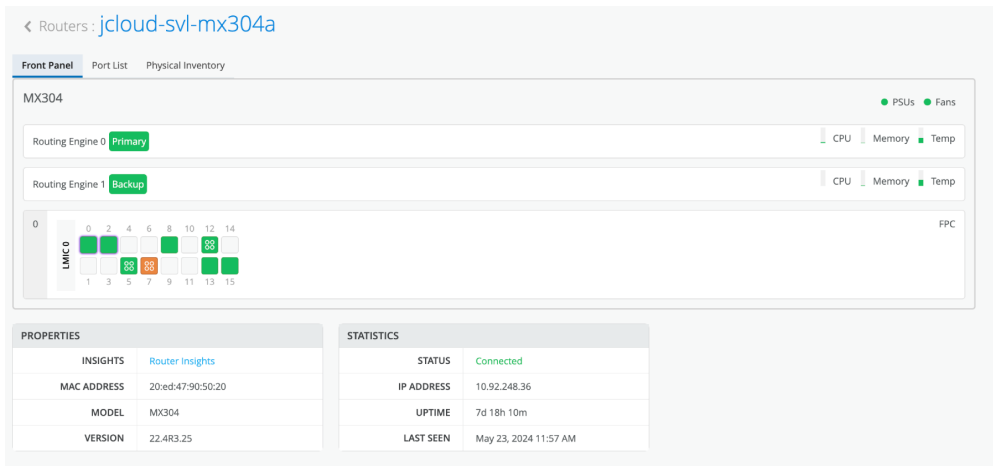 Routers : jcloud-svl-mx304a
Front Panel Port List Physical Inventory
MX304 PSUs Fans
Routing Engine 0 Primary CPU Memory Temp
Routing Engine 1 Backup CPU Memory Temp
0 FPC
LMIC 0
0 2 4 6 8 10 12 14
1 3 5 7 9 11 13 15
PROPERTIES
INSIGHTS Router Insights
MAC ADDRESS 20:ed:47:90:50:20
MODEL MX304
VERSION 22.4R3.25
STATISTICS
STATUS Connected
IP ADDRESS 10.92.248.36
UPTIME 7d 18h 10m
LAST SEEN May 23, 2024 11:57 AM